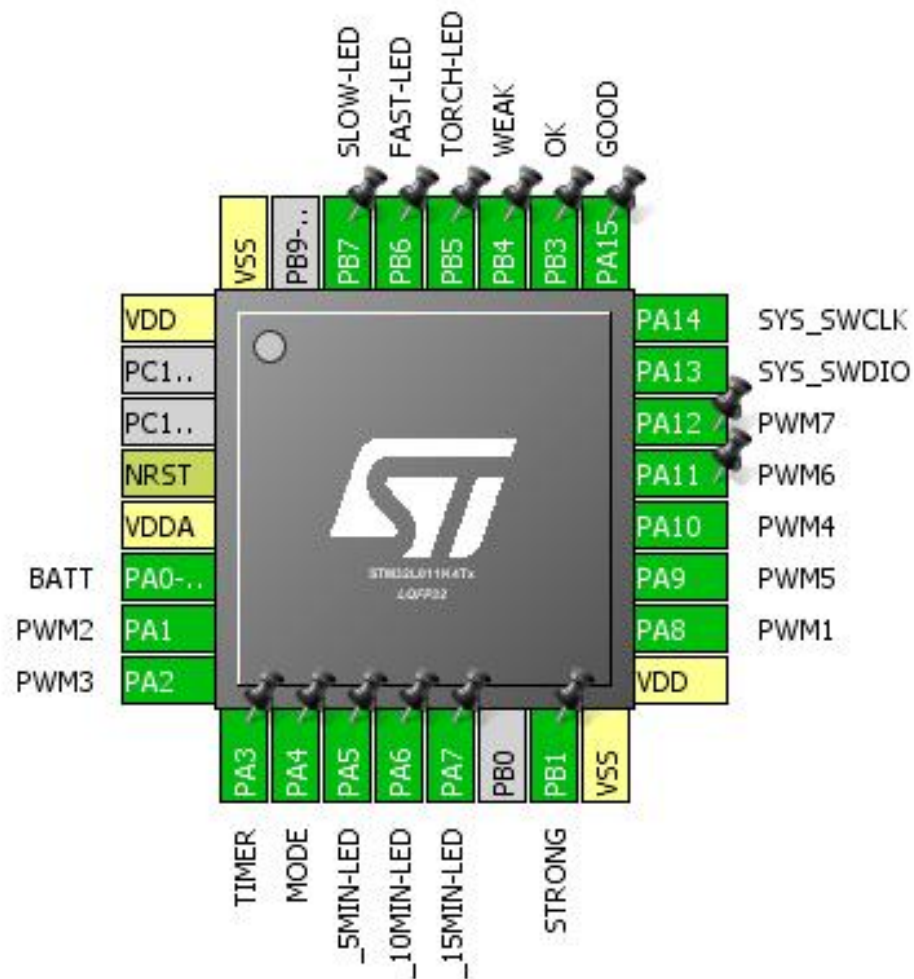 SLOW-LED
FAST-LED
TORCH-LED
WEAK
OK
GOOD
VSS
PB9-..
PB7
PB6
PB5
PB4
PB3
PA15
VDD
PC1..
PC1..
NRST
VDDA
BATT PA0-..
PWM2 PA1
PWM3 PA2
PA14 SYS_SWCLK
PA13 SYS_SWDIO
PA12 PWM7
PA11 PWM6
PA10 PWM4
PA9 PWM5
PA8 PWM1
VDD
ST
STM32L011K4Tx
LQFP32
PA3
PA4
PA5
PA6
PA7
PB0
PB1
VSS
TIMER
MODE
_5MIN-LED
_10MIN-LED
_15MIN-LED
STRONG